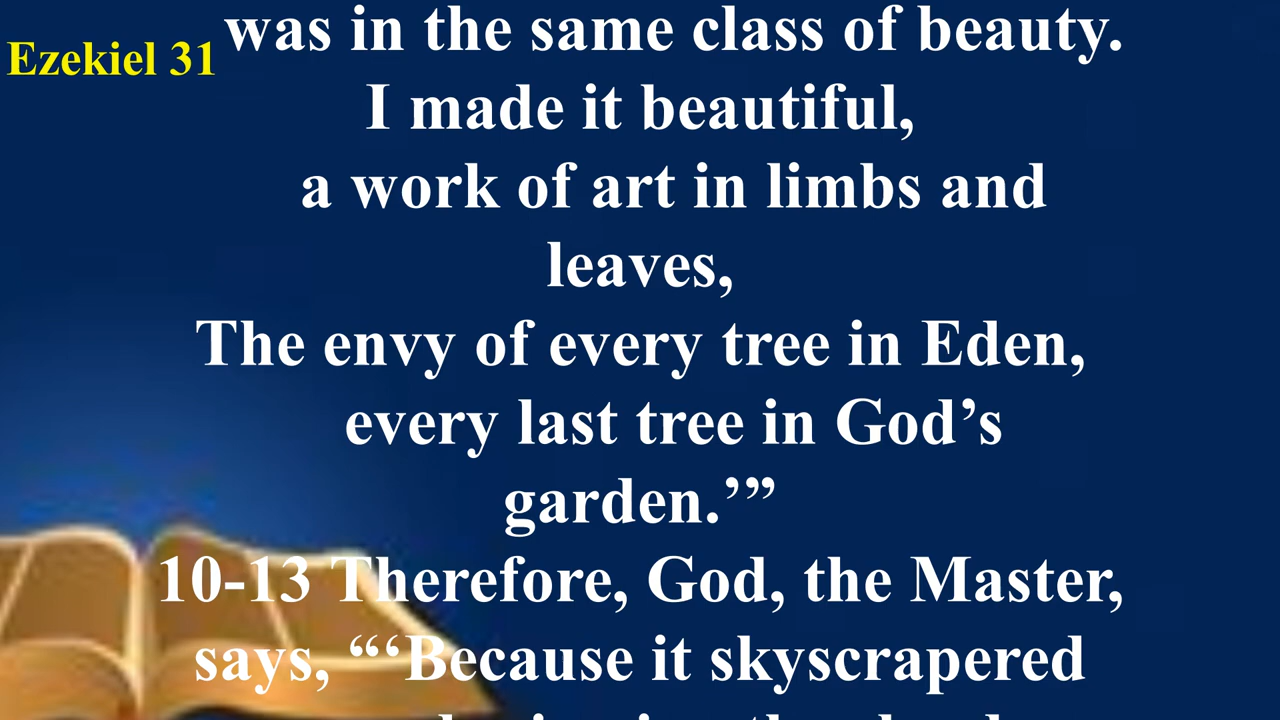 was in the same class of beauty.
Ezekiel 31
I made it beautiful,
a work of art in limbs and
leaves,
The envy of every tree in Eden,
every last tree in God’s
garden.’”
10-13 Therefore, God, the Master,
says, “‘Because it skyscrapered